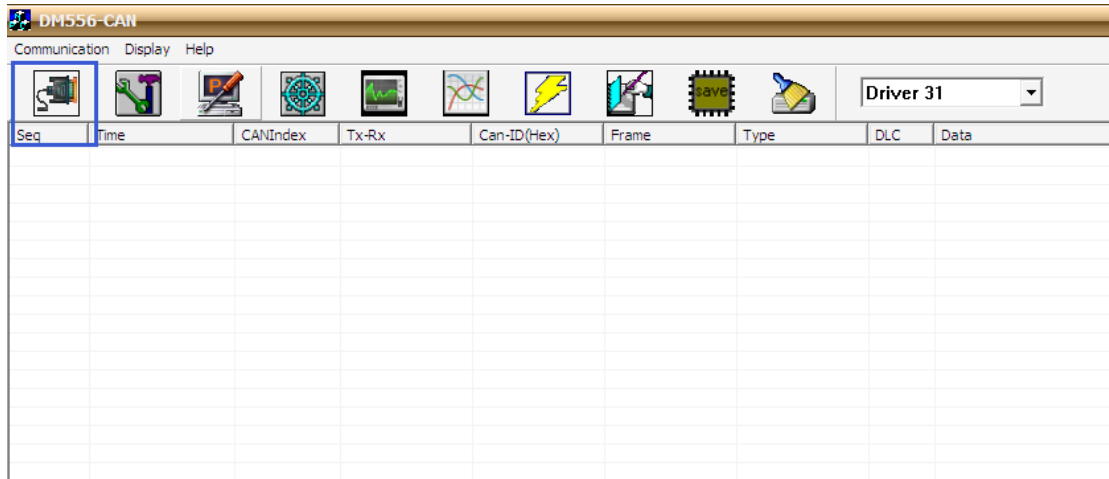 DM556-CAN
Communication Display Help
P save Driver 31
Seq Time CANIndex Tx-Rx Can-ID(Hex) Frame Type DLC Data